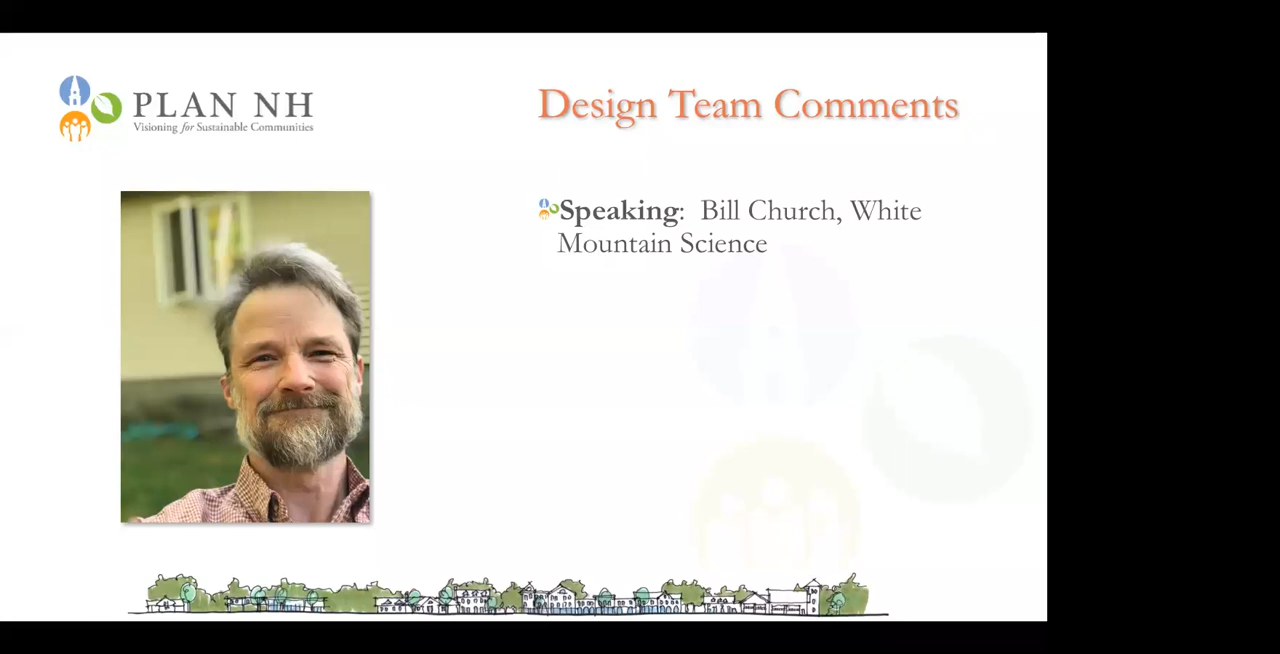 PLAN NH
Visioning for Sustainable Communities
Design Team Comments
Speaking: Bill Church, White
Mountain Science